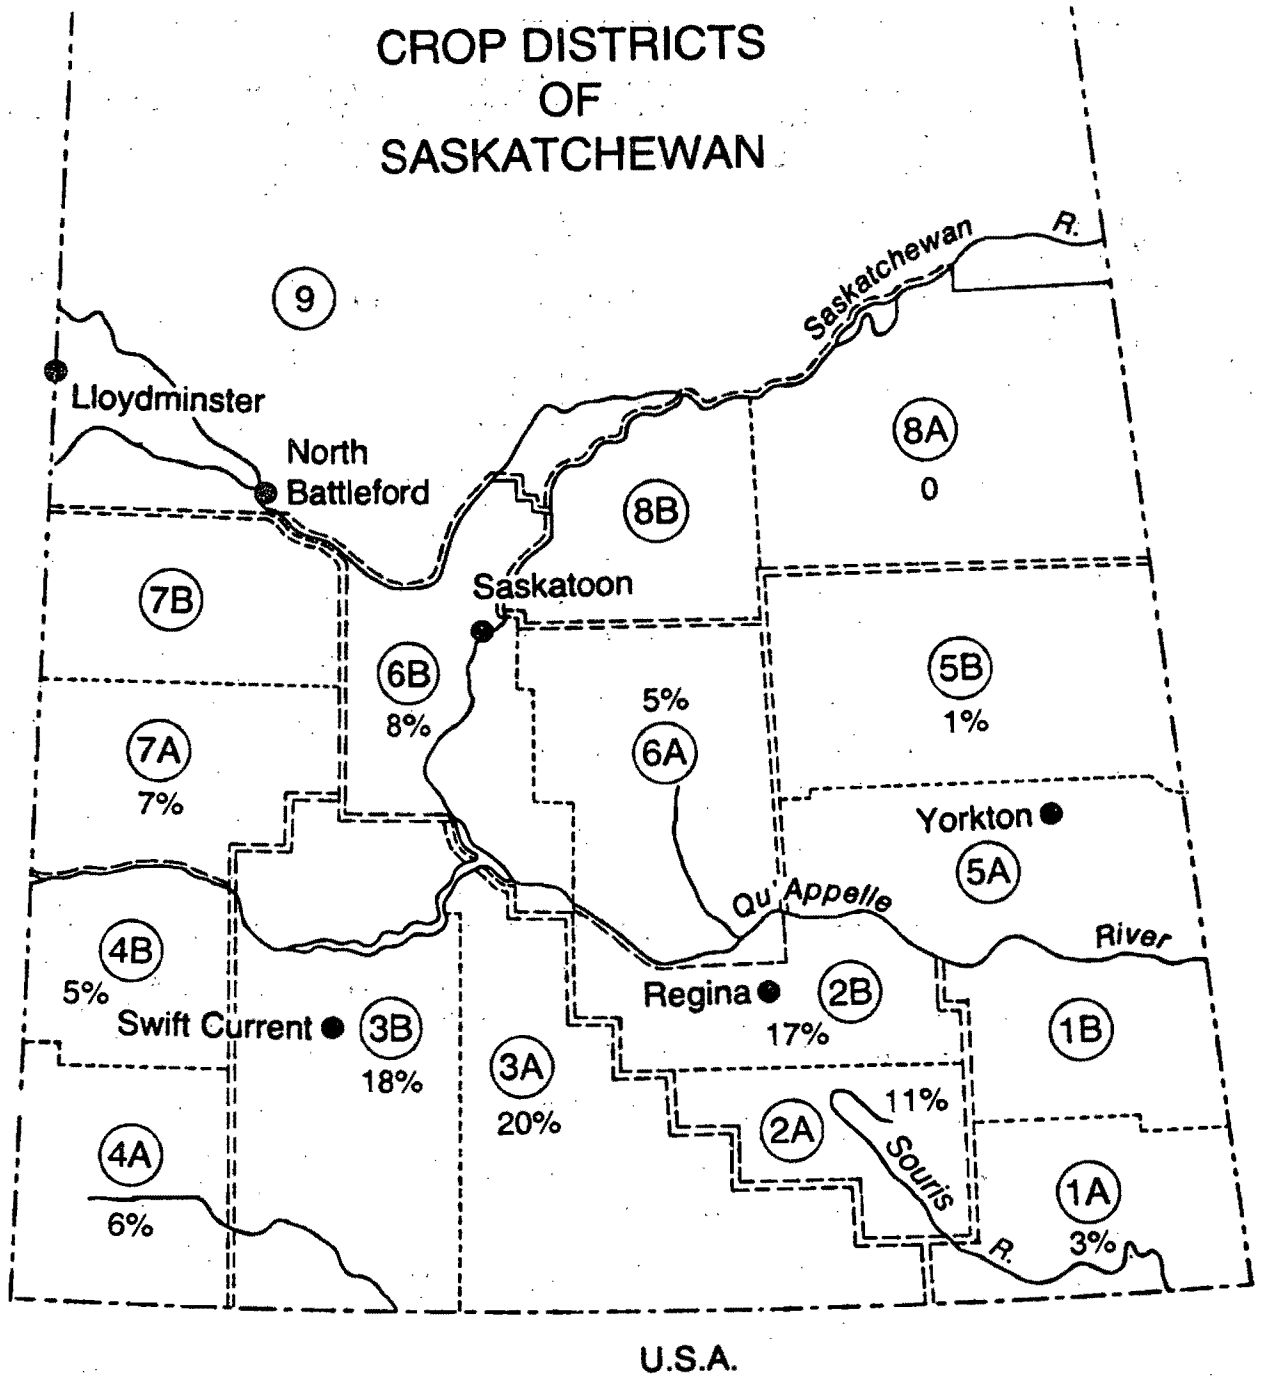 CROP DISTRICTS
OF
SASKATCHEWAN
Saskatchewan R.
9
Lloydminster
North
Battleford
8A
0
8B
7B
Saskatoon
6B
8%
5%
6A
5B
1%
7A
7%
Yorkton
5A
Qu'Appelle River
4B
5%
Regina
2B
17%
Swift Current
3B
18%
1B
3A
20%
11%
2A
Souris R.
4A
6%
1A
3%
U.S.A.